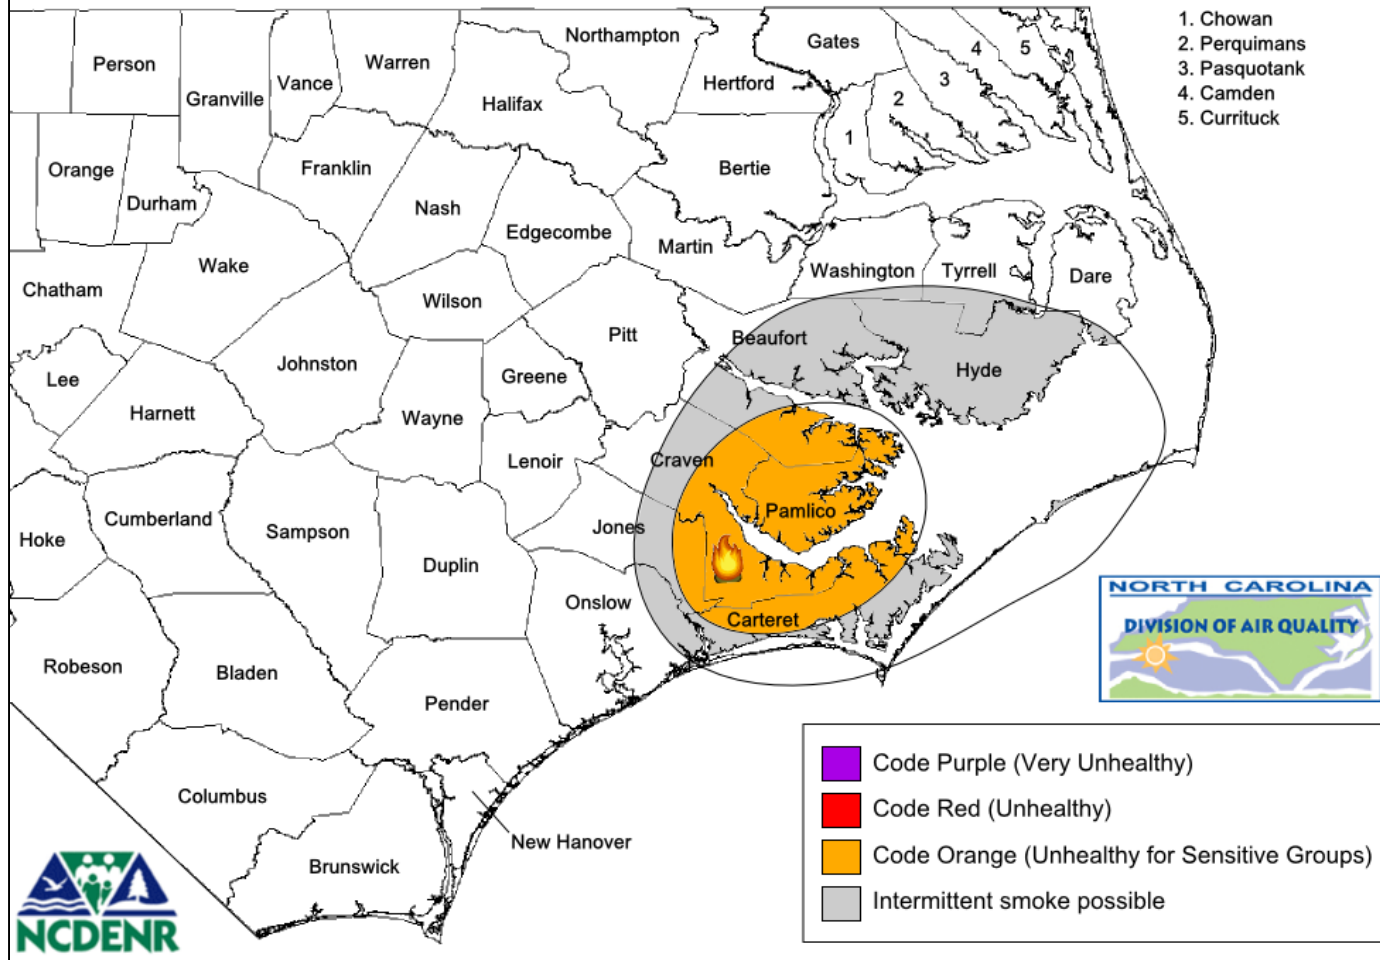 Northampton
Gates
1. Chowan
2. Perquimans
3. Pasquotank
4. Camden
5. Currituck
4
5
Person
Vance
Warren
Hertford
3
Granville
Halifax
2
1
Orange
Franklin
Bertie
Durham
Nash
Edgecombe
Martin
Wake
Washington
Tyrrell
Dare
Chatham
Wilson
Pitt
Beaufort
Johnston
Hyde
Lee
Greene
Harnett
Wayne
Lenoir
Craven
Pamlico
Cumberland
Sampson
Jones
Hoke
Duplin
Onslow
Carteret
NORTH CAROLINA
DIVISION OF AIR QUALITY
Robeson
Bladen
Pender
Columbus
New Hanover
Brunswick
Code Purple (Very Unhealthy)
Code Red (Unhealthy)
Code Orange (Unhealthy for Sensitive Groups)
Intermittent smoke possible
NCDENR